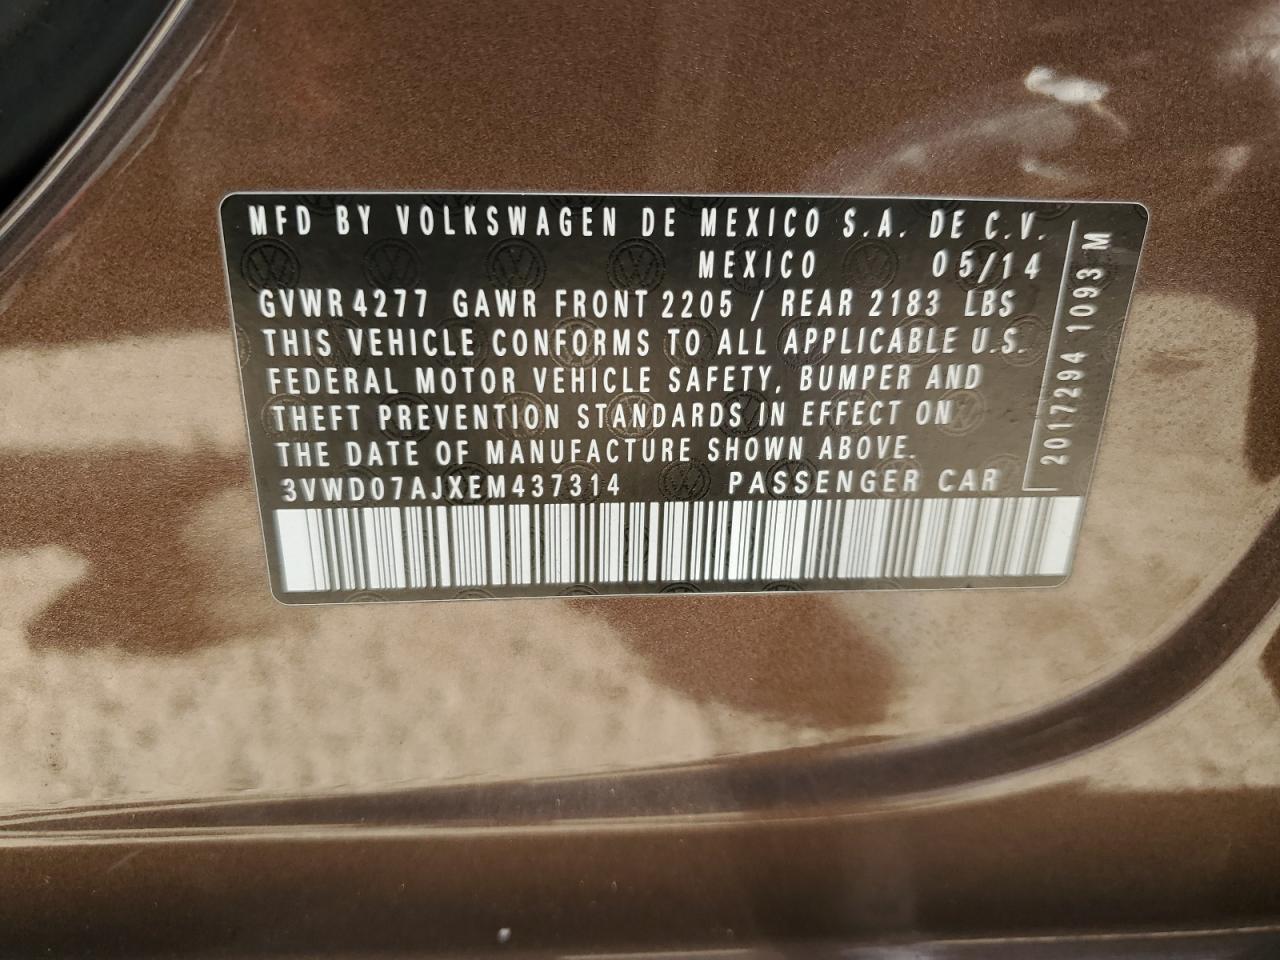 MFD BY VOLKSWAGEN DE MEXICO S.A. DE C.V.
MEXICO 05/14
GVWR 4277 GAWR FRONT 2205 / REAR 2183 LBS
THIS VEHICLE CONFORMS TO ALL APPLICABLE U.S.
FEDERAL MOTOR VEHICLE SAFETY, BUMPER AND
THEFT PREVENTION STANDARDS IN EFFECT ON
THE DATE OF MANUFACTURE SHOWN ABOVE.
3VWD07AJXEM437314 PASSENGER CAR
2017294 1093 M